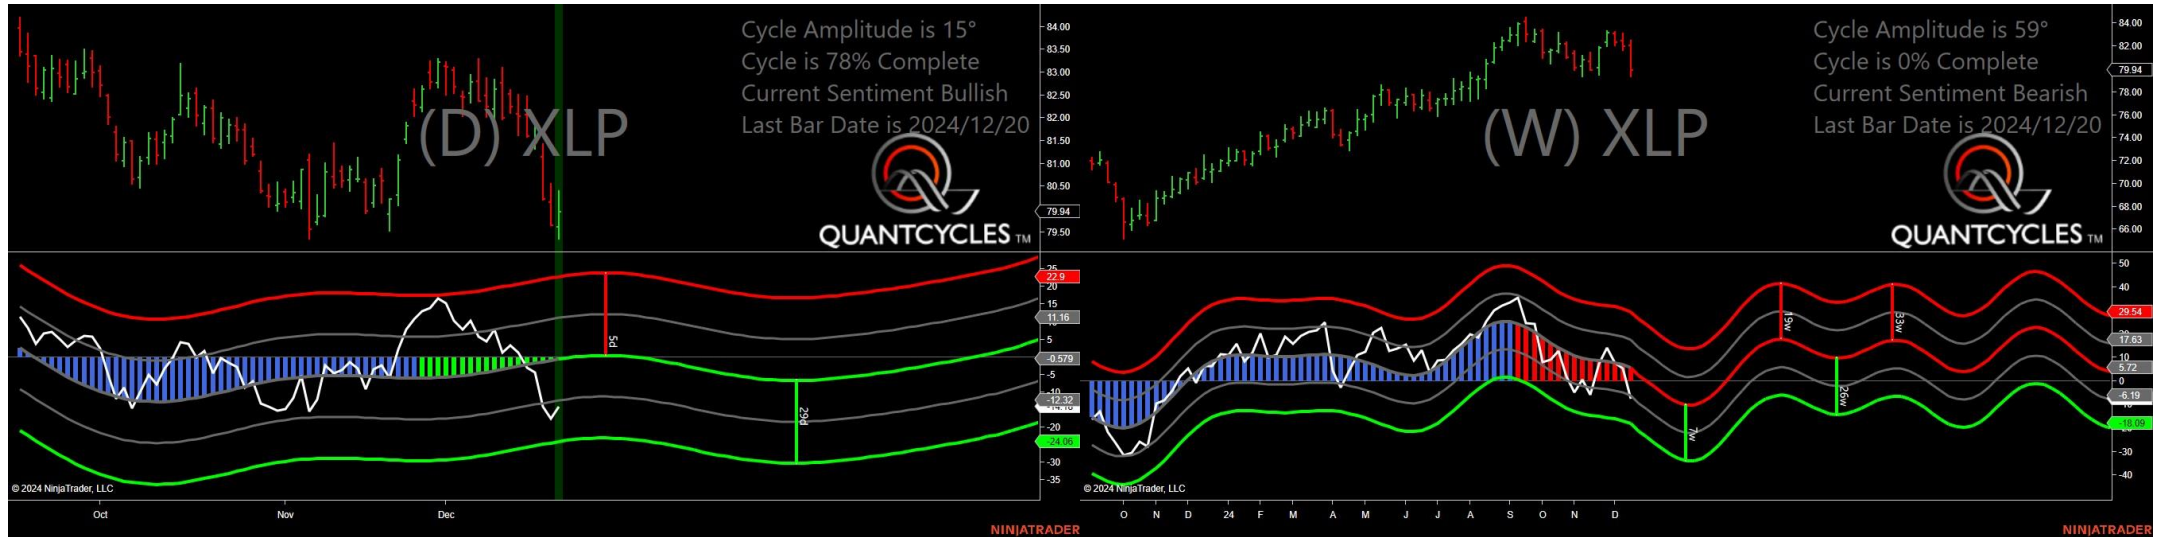 Cycle Amplitude is 15°
Cycle is 78% Complete
Current Sentiment Bullish
Last Bar Date is 2024/12/20
(D) XLP
QUANTCYCLES TM
84.00
83.50
83.00
82.50
82.00
81.50
81.00
80.50
79.94
79.50
25
22.9
20
15
11.16
5
-0.579
-5
-10
-12.32
-20
-24.06
-30
-35
5d
29d
© 2024 NinjaTrader, LLC
Oct
Nov
Dec
NINJATRADER
Cycle Amplitude is 59°
Cycle is 0% Complete
Current Sentiment Bearish
Last Bar Date is 2024/12/20
(W) XLP
QUANTCYCLES TM
84.00
82.00
79.94
78.00
76.00
74.00
72.00
70.00
68.00
66.00
50
40
29.54
17.63
10
5.72
0
-6.19
-18.09
-30
-40
7w
19w
26w
33w
© 2024 NinjaTrader, LLC
O N D 24 F M A M J J A S O N D
NINJATRADER